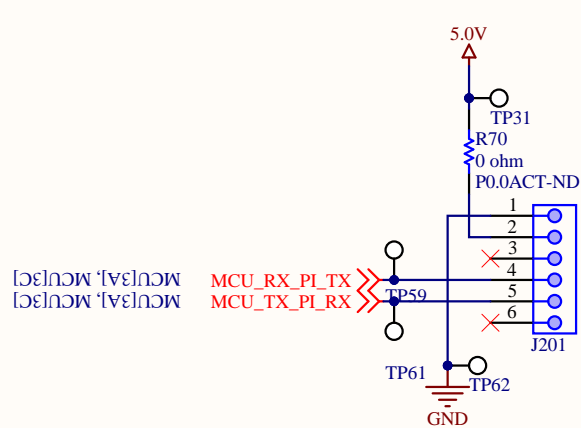 5.0V
TP31
R70
0 ohm
P0.0ACT-ND
1
2
3
4
5
6
MCU[3A], MCU[3C]
MCU_RX_PI_TX
MCU[3A], MCU[3C]
MCU_TX_PI_RX
TP59
J201
TP61
TP62
GND